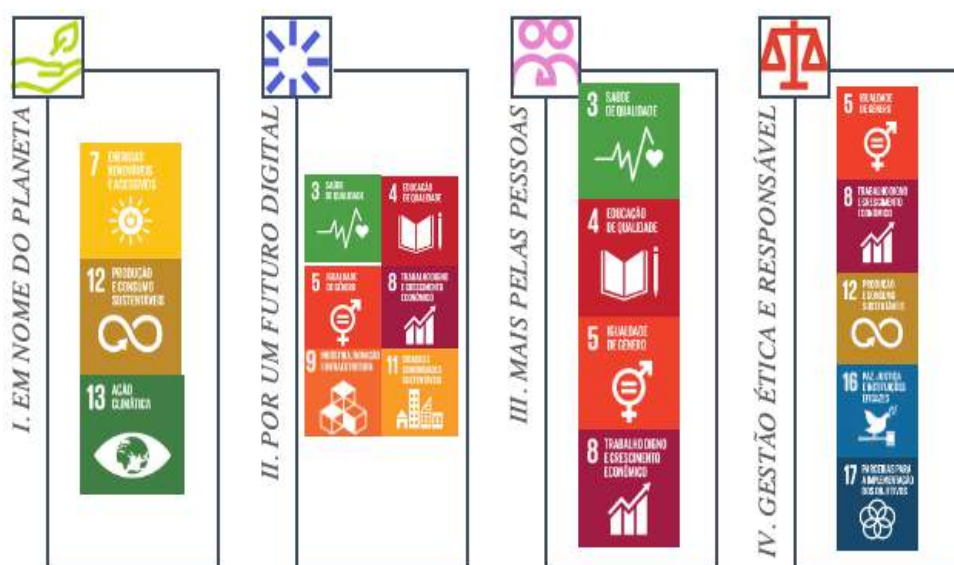 I. EM NOME DO PLANETA
7 ENERGIAS
RENOVÁVEIS
E ACESSÍVEIS
12 PRODUÇÃO
E CONSUMO
SUSTENTÁVEIS
13 AÇÃO
CLIMÁTICA
II. POR UM FUTURO DIGITAL
3 SAÚDE
DE QUALIDADE
4 EDUCAÇÃO
DE QUALIDADE
5 IGUALDADE
DE GÉNERO
8 TRABALHO DIGNO
E CRESCIMENTO
ECONÓMICO
9 INDÚSTRIA, INOVAÇÃO
E INFRAESTRUTURA
11 CIDADES E
COMUNIDADES
SUSTENTÁVEIS
III. MAIS PELAS PESSOAS
3 SAÚDE
DE QUALIDADE
4 EDUCAÇÃO
DE QUALIDADE
5 IGUALDADE
DE GÉNERO
8 TRABALHO DIGNO
E CRESCIMENTO
ECONÓMICO
IV. GESTÃO ÉTICA E RESPONSÁVEL
5 IGUALDADE
DE GÉNERO
8 TRABALHO DIGNO
E CRESCIMENTO
ECONÓMICO
12 PRODUÇÃO
E CONSUMO
SUSTENTÁVEIS
16 PAZ, JUSTIÇA
E INSTITUIÇÕES
EFICAZES
17 PARCERIAS PARA
A IMPLEMENTAÇÃO
DOS OBJETIVOS